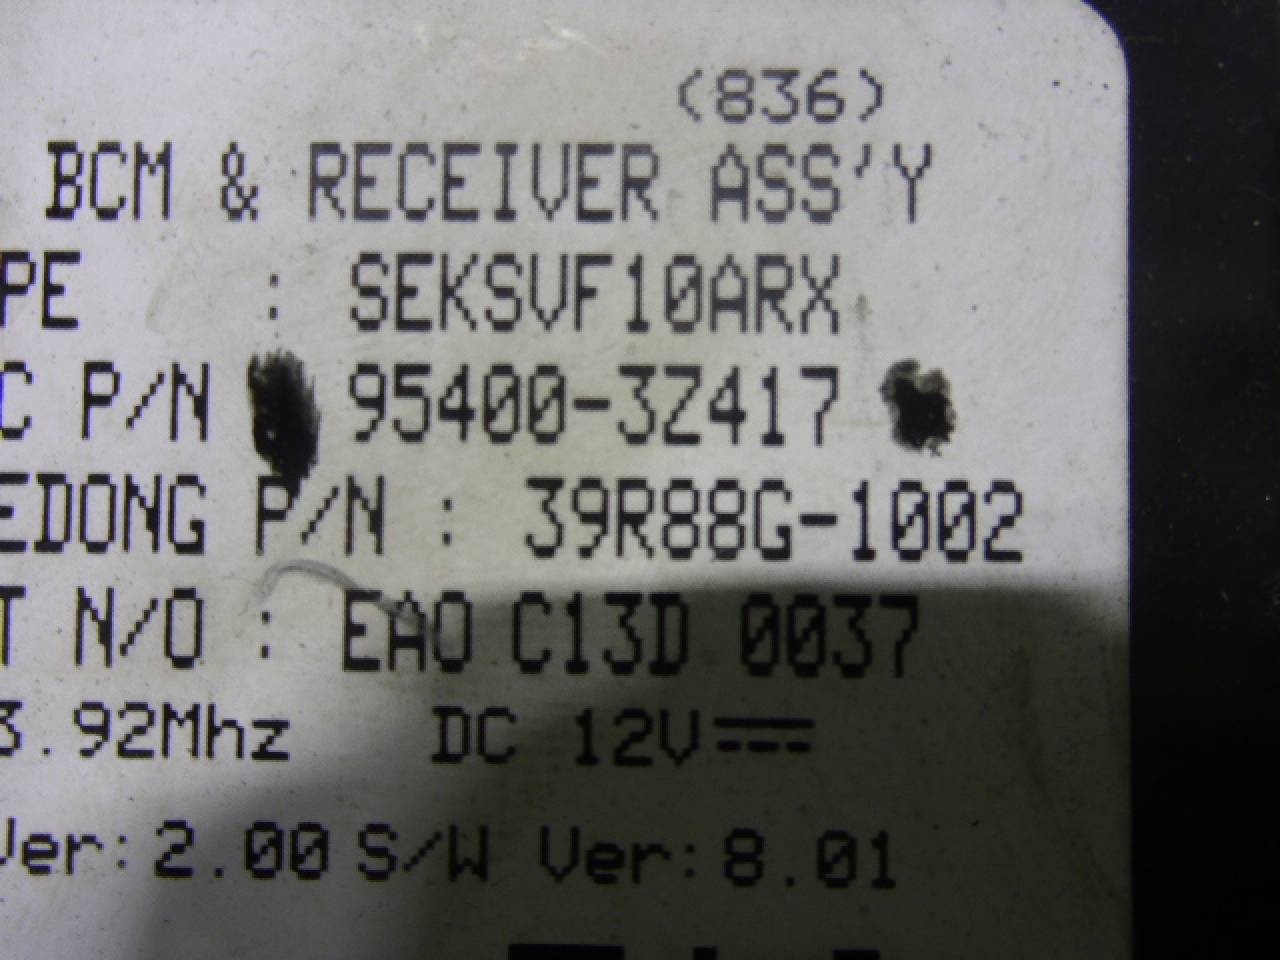 (836)
BCM & RECEIVER ASS'Y
PE : SEKSVF10ARX
C P/N 95400-3Z417
EDONG P/N : 39R88G-1002
T N/O : EAO C13D 0037
3.92Mhz DC 12V
Ver: 2.00 S/W Ver: 8.01